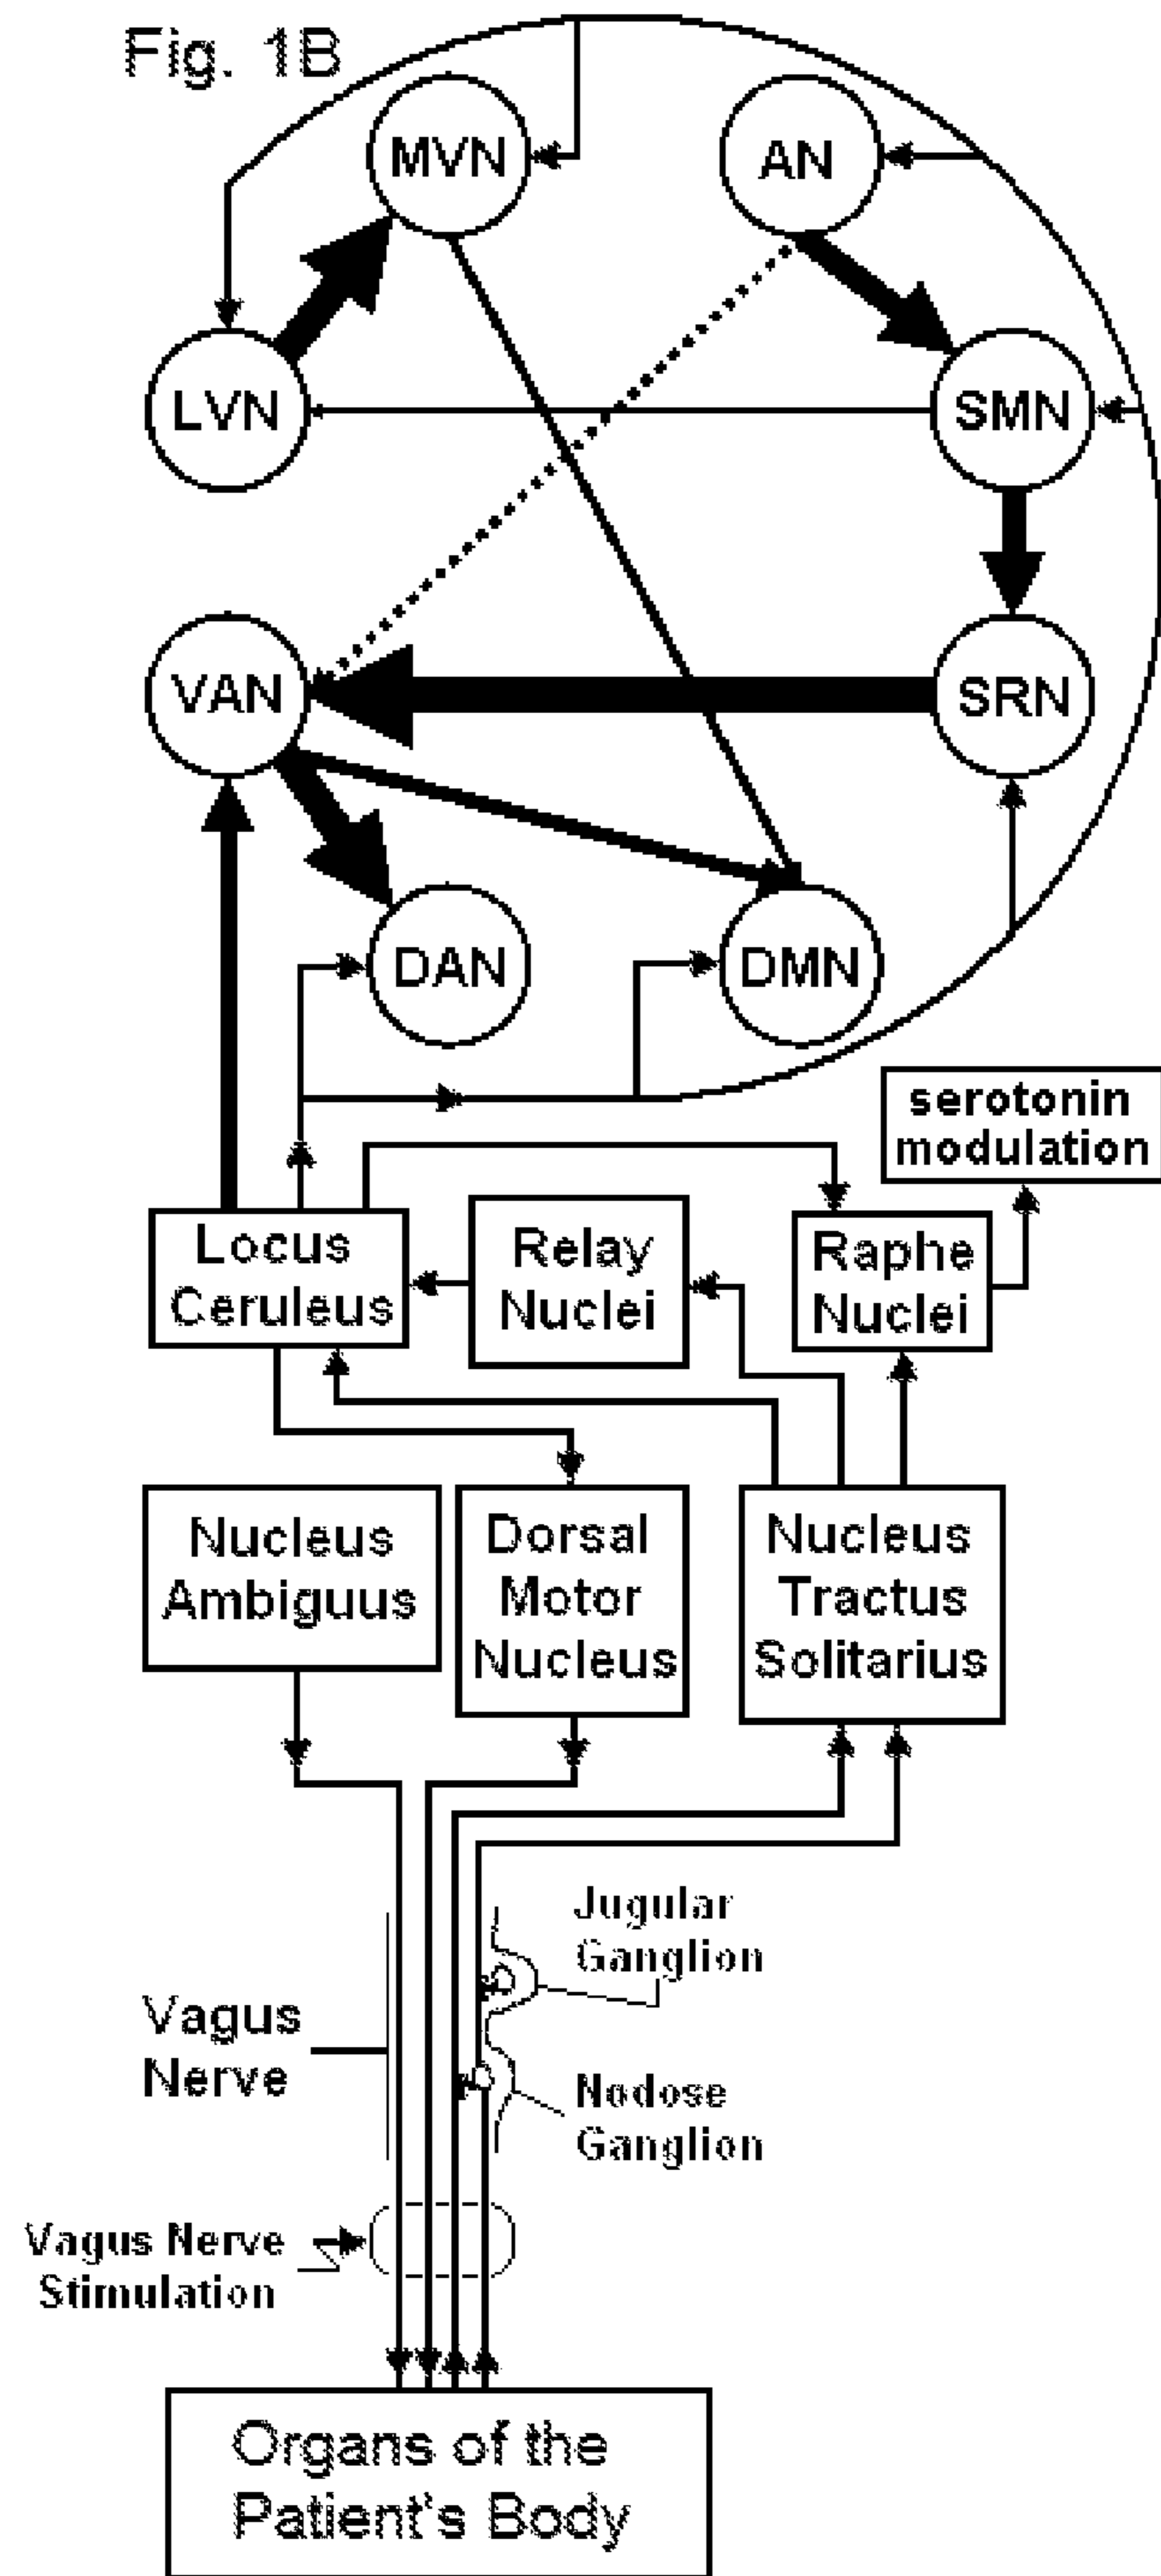 Fig. 1B
MVN
AN
LVN
SMN
VAN
SRN
DAN
DMN
serotonin
modulation
Locus
Ceruleus
Relay
Nuclei
Raphe
Nuclei
Nucleus
Ambiguus
Dorsal
Motor
Nucleus
Nucleus
Tractus
Solitarius
Jugular
Ganglion
Vagus
Nerve
Nodose
Ganglion
Vagus Nerve
Stimulation
Organs of the
Patient's Body